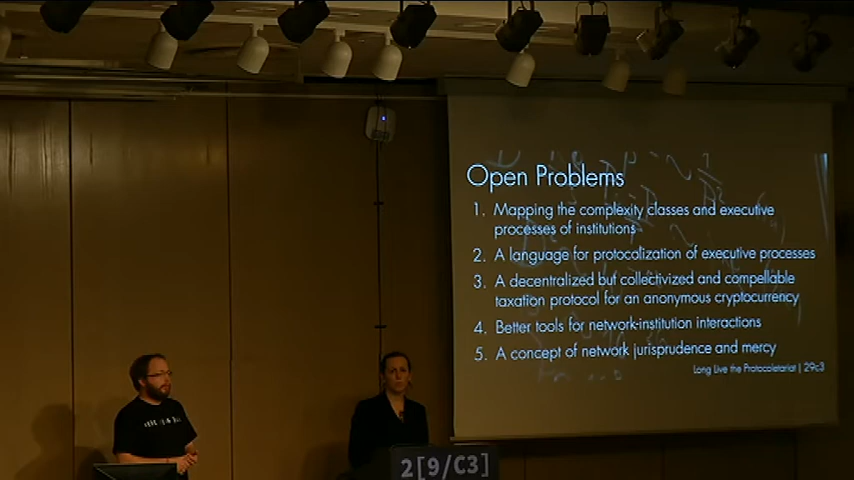 Open Problems
1. Mapping the complexity classes and executive
processes of institutions
2. A language for protocolization of executive processes
3. A decentralized but collectivized and compellable
taxation protocol for an anonymous cryptocurrency
4. Better tools for network-institution interactions
5. A concept of network jurisprudence and mercy
Long Live the Protocoletariat | 29c3
2[9/C3]